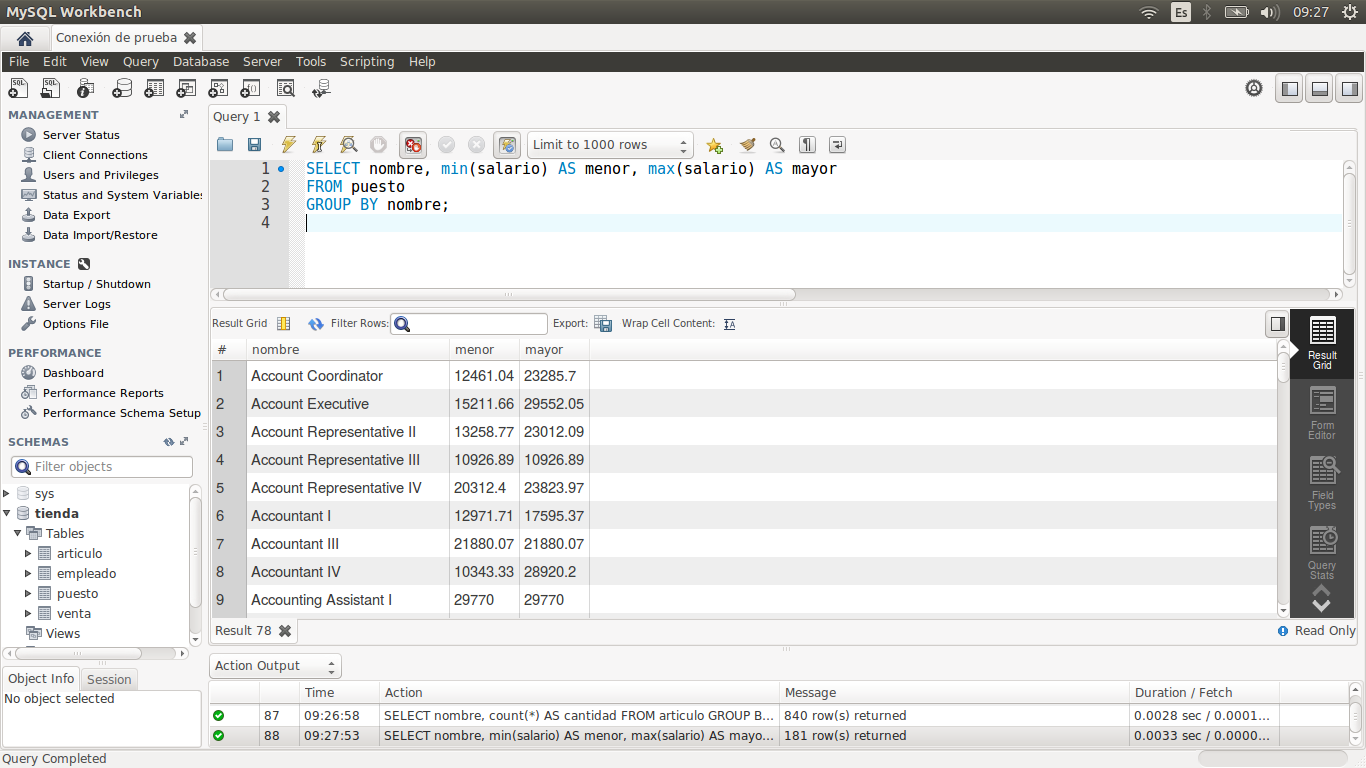 MySQL Workbench
Es
09:27
Conexión de prueba
File Edit View Query Database Server Tools Scripting Help
MANAGEMENT
Server Status
Client Connections
Users and Privileges
Status and System Variables
Data Export
Data Import/Restore
INSTANCE
Startup / Shutdown
Server Logs
Options File
PERFORMANCE
Dashboard
Performance Reports
Performance Schema Setup
SCHEMAS
Filter objects
sys
tienda
Tables
articulo
empleado
puesto
venta
Views
Object Info Session
No object selected
Query 1
Limit to 1000 rows
1 SELECT nombre, min(salario) AS menor, max(salario) AS mayor
2 FROM puesto
3 GROUP BY nombre;
4
Result Grid Filter Rows: Export: Wrap Cell Content:
# nombre menor mayor
1 Account Coordinator 12461.04 23285.7
2 Account Executive 15211.66 29552.05
3 Account Representative II 13258.77 23012.09
4 Account Representative III 10926.89 10926.89
5 Account Representative IV 20312.4 23823.97
6 Accountant I 12971.71 17595.37
7 Accountant III 21880.07 21880.07
8 Accountant IV 10343.33 28920.2
9 Accounting Assistant I 29770 29770
Result
Grid
Form
Editor
Field
Types
Query
Stats
Result 78
Read Only
Action Output
Time Action Message Duration / Fetch
87 09:26:58 SELECT nombre, count(*) AS cantidad FROM articulo GROUP B... 840 row(s) returned 0.0028 sec / 0.0001...
88 09:27:53 SELECT nombre, min(salario) AS menor, max(salario) AS mayo... 181 row(s) returned 0.0033 sec / 0.0000...
Query Completed